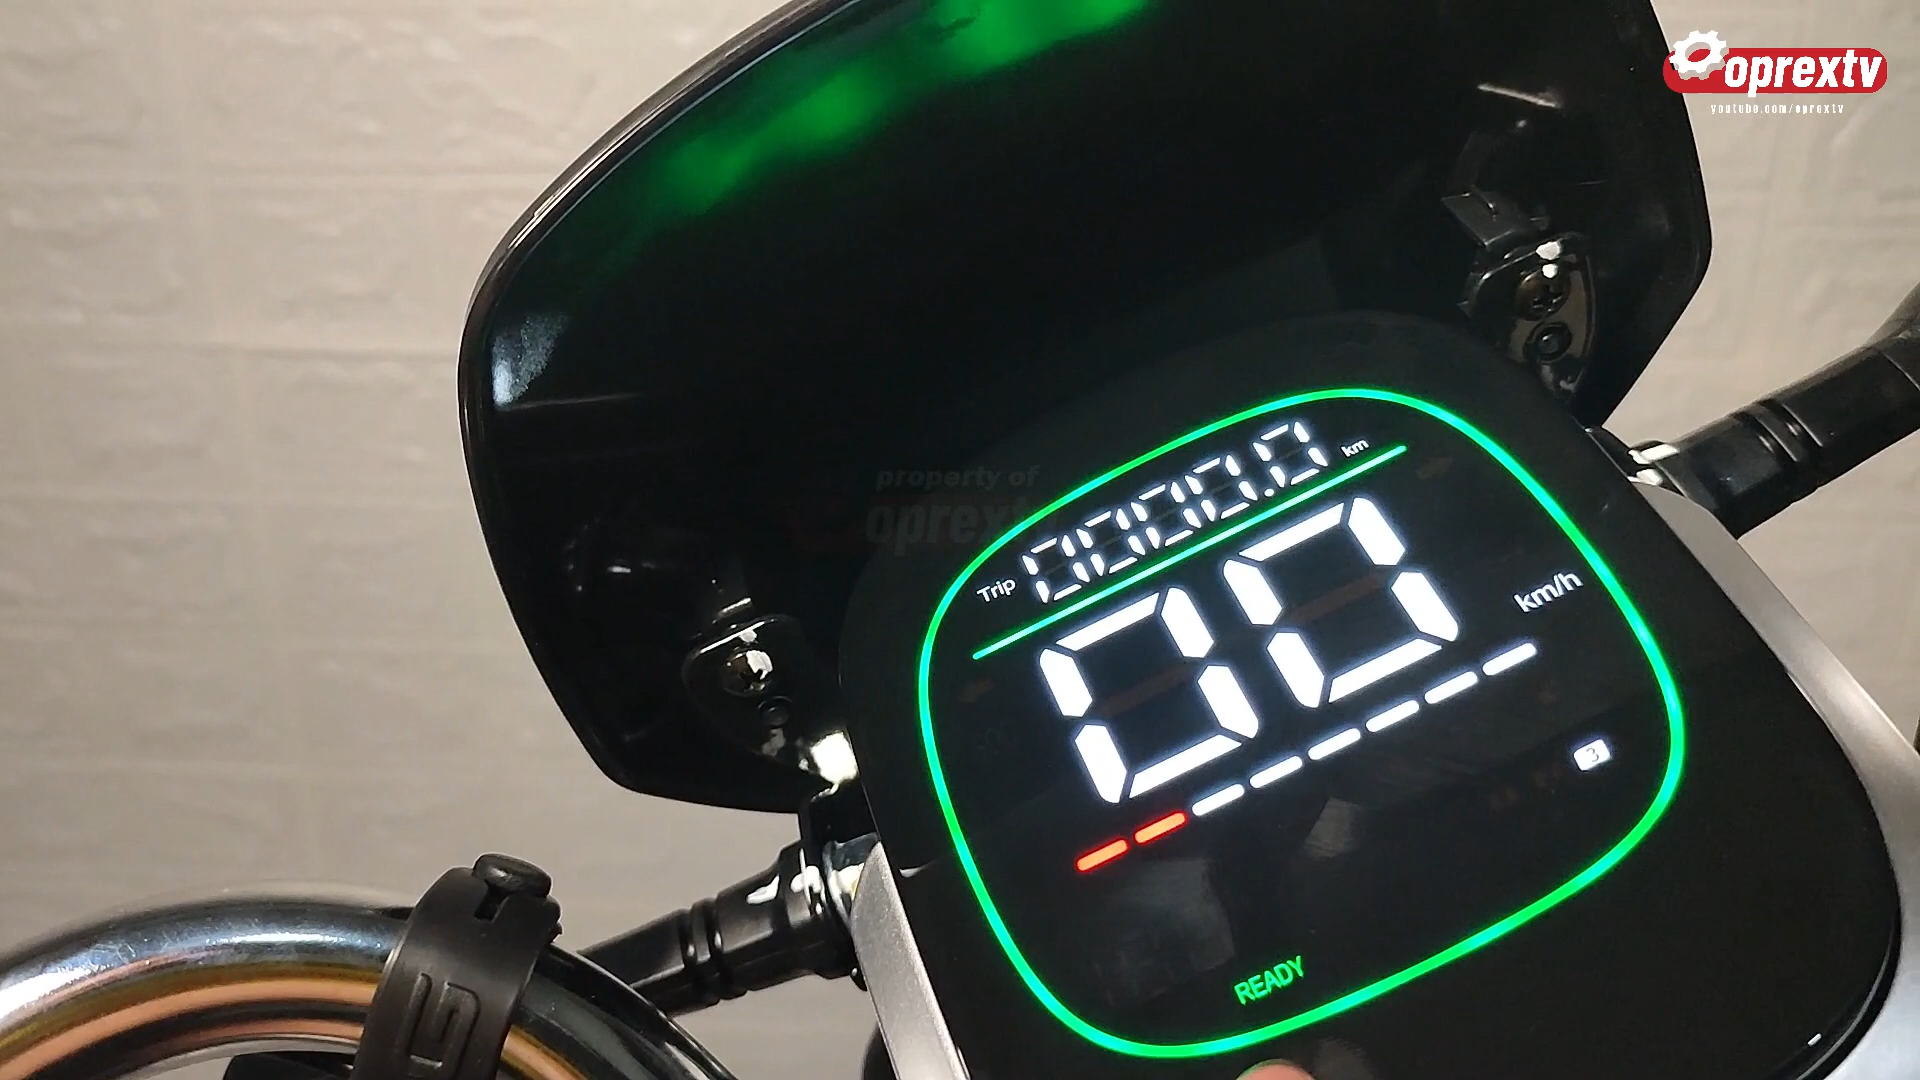 oprextv
youtube.com/oprextv
property of
oprextv
Trip 0000.0 km
00 km/h
3
READY